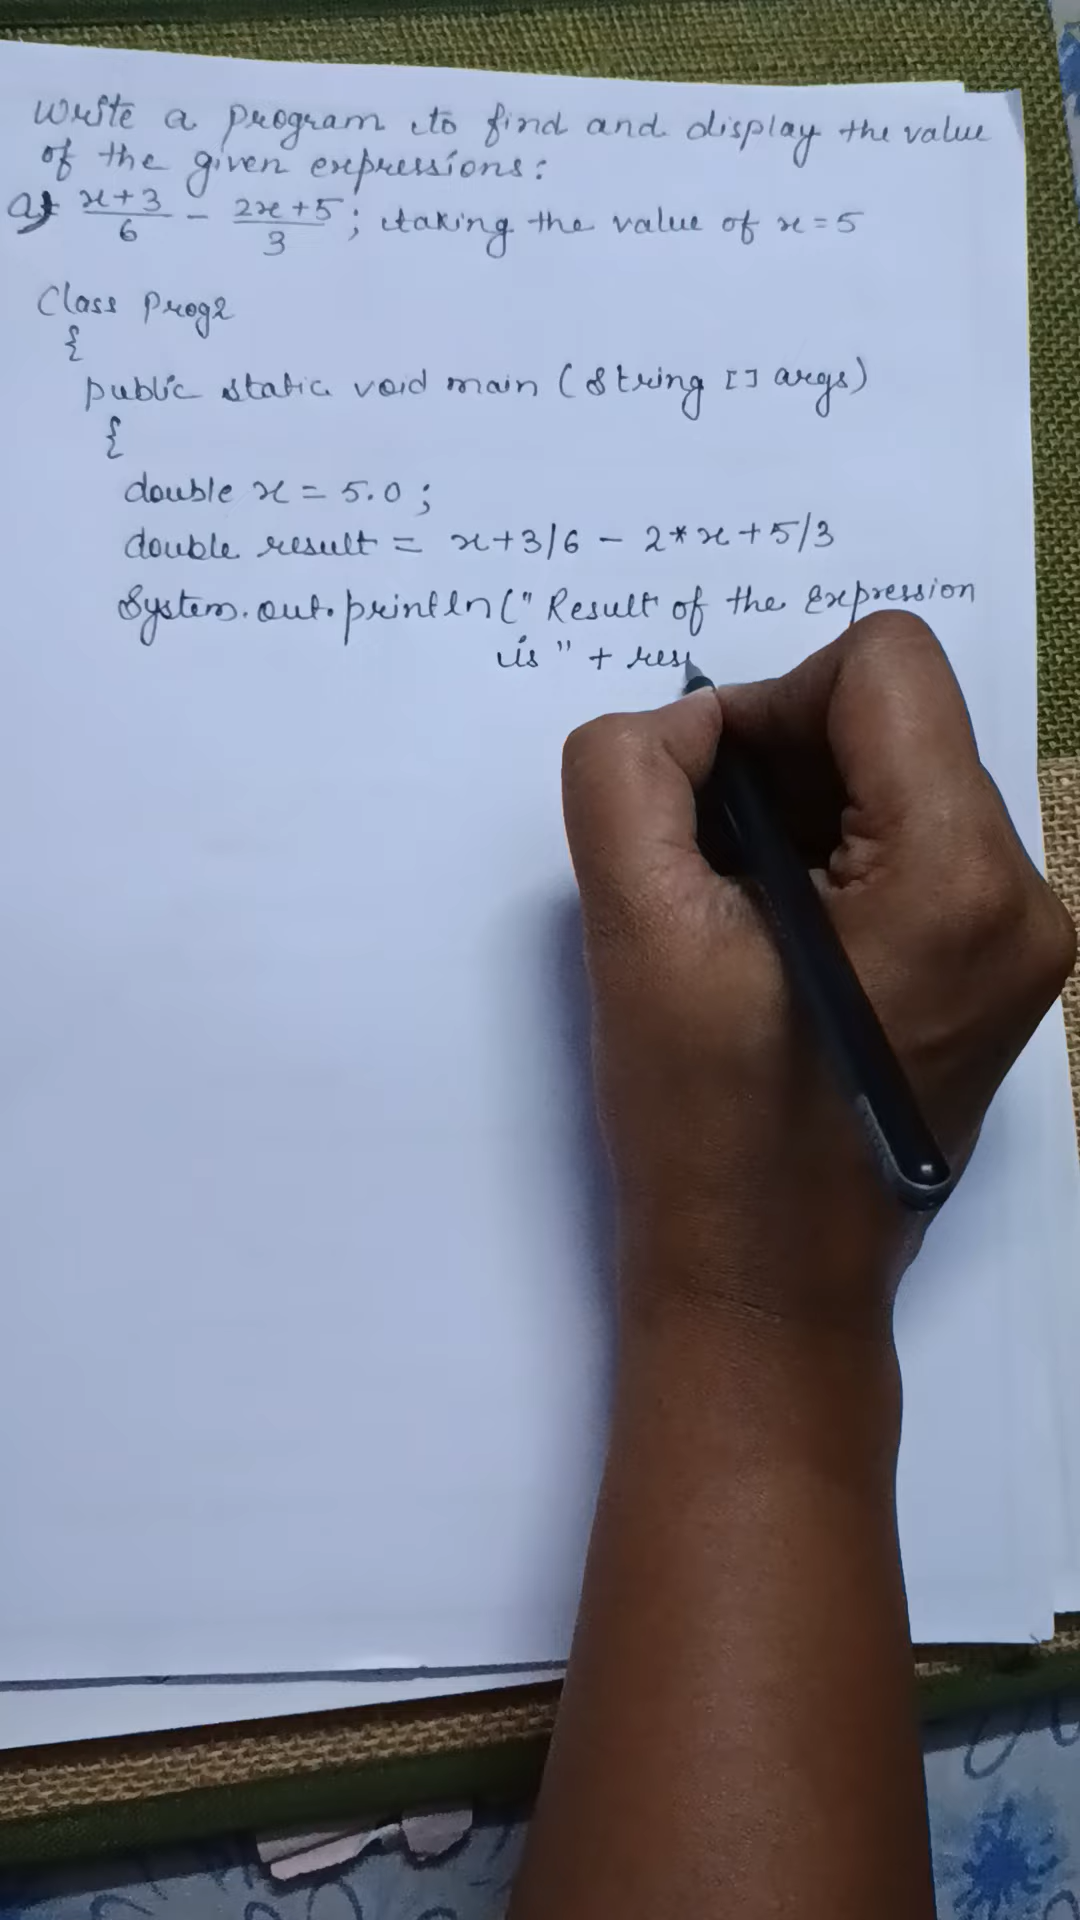 Write a program to find and display the value
of the given expressions:
a) x+3/6 - 2x+5/3; taking the value of x=5
Class Prog2
{
public static void main (String [] args)
{
double x = 5.0;
double result = x+3/6 - 2*x+5/3
System.out.println(" Result of the Expression
is " + res